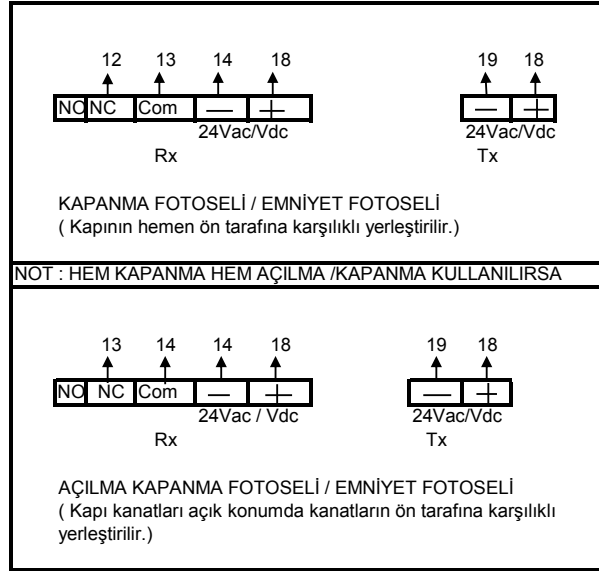 12 13 14 18 19 18
NO NC Com — + — +
24Vac/Vdc 24Vac/Vdc
Rx Tx
KAPANMA FOTOSELİ / EMNİYET FOTOSELİ
( Kapının hemen ön tarafına karşılıklı yerleştirilir.)
NOT : HEM KAPANMA HEM AÇILMA /KAPANMA KULLANILIRSA
13 14 14 18 19 18
NO NC Com — + — +
24Vac / Vdc 24Vac/Vdc
Rx Tx
AÇILMA KAPANMA FOTOSELİ / EMNİYET FOTOSELİ
( Kapı kanatları açık konumda kanatların ön tarafına karşılıklı
yerleştirilir.)